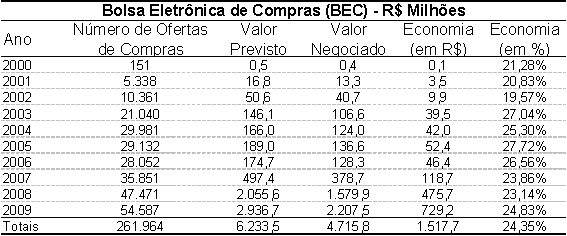 Bolsa Eletrônica de Compras (BEC) - R$ Milhões
Ano Número de Ofertas de Compras Valor Previsto Valor Negociado Economia (em R$) Economia (em %)
2000 151 0,5 0,4 0,1 21,28%
2001 5.338 16,8 13,3 3,5 20,83%
2002 10.361 50,6 40,7 9,9 19,57%
2003 21.040 146,1 106,6 39,5 27,04%
2004 29.981 166,0 124,0 42,0 25,30%
2005 29.132 189,0 136,6 52,4 27,72%
2006 28.052 174,7 128,3 46,4 26,56%
2007 35.851 497,4 378,7 118,7 23,86%
2008 47.471 2.055,6 1.579,9 475,7 23,14%
2009 54.587 2.936,7 2.207,5 729,2 24,83%
Totais 261.964 6.233,5 4.715,8 1.517,7 24,35%